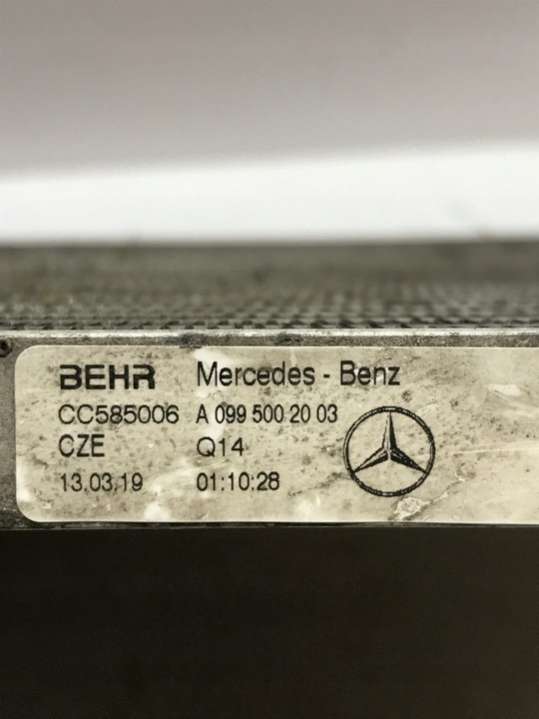 BEHR Mercedes - Benz
CC585006 A 099 500 20 03
CZE Q14
13.03.19 01:10:28